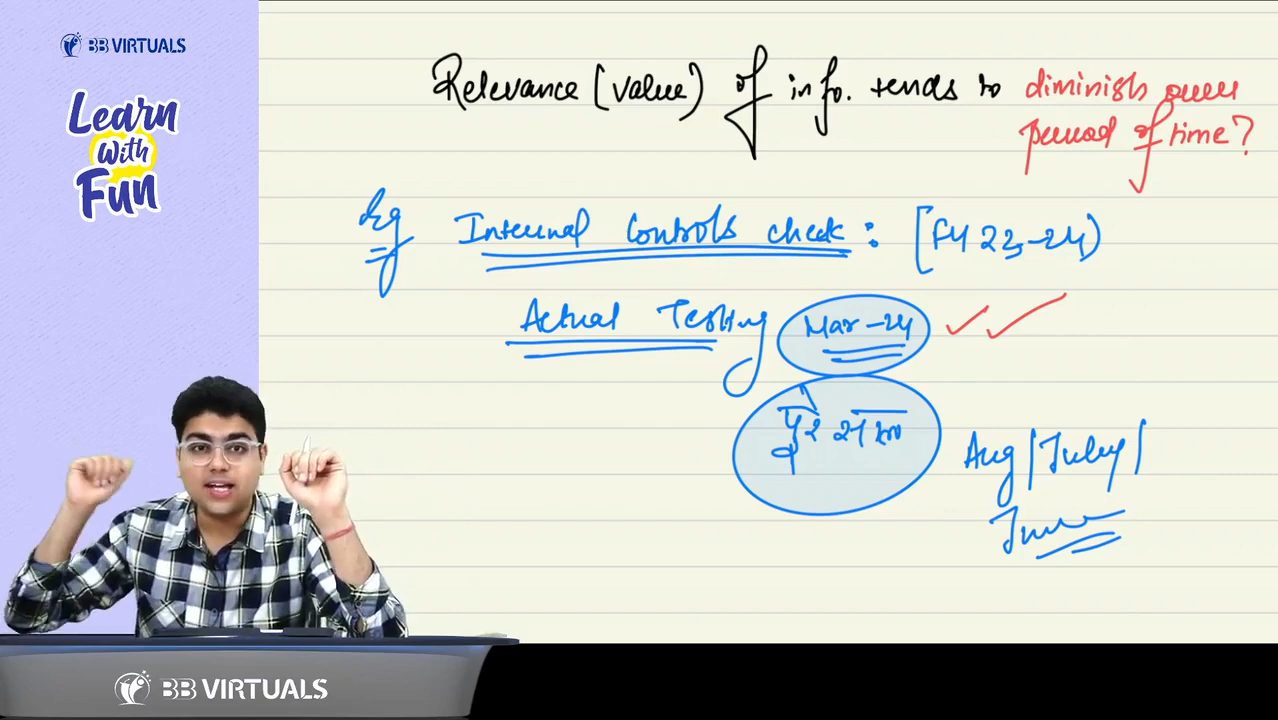 BB VIRTUALS
Learn
with
Fun
Relevance (value) of info. tends to diminish over
period of time?
Eg Internal Controls check : [FY 23-24)
Actual Testing Mar-24
Aug/July/
June
BB VIRTUALS